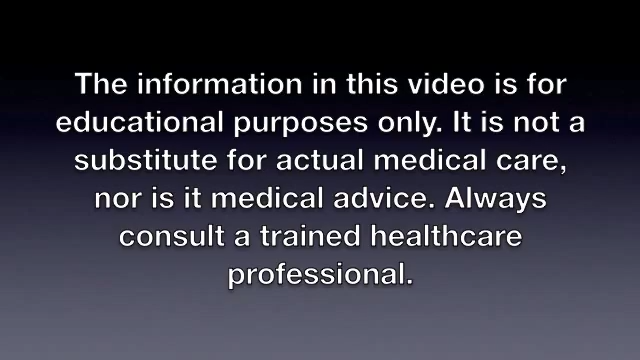 The information in this video is for
educational purposes only. It is not a
substitute for actual medical care,
nor is it medical advice. Always
consult a trained healthcare
professional.